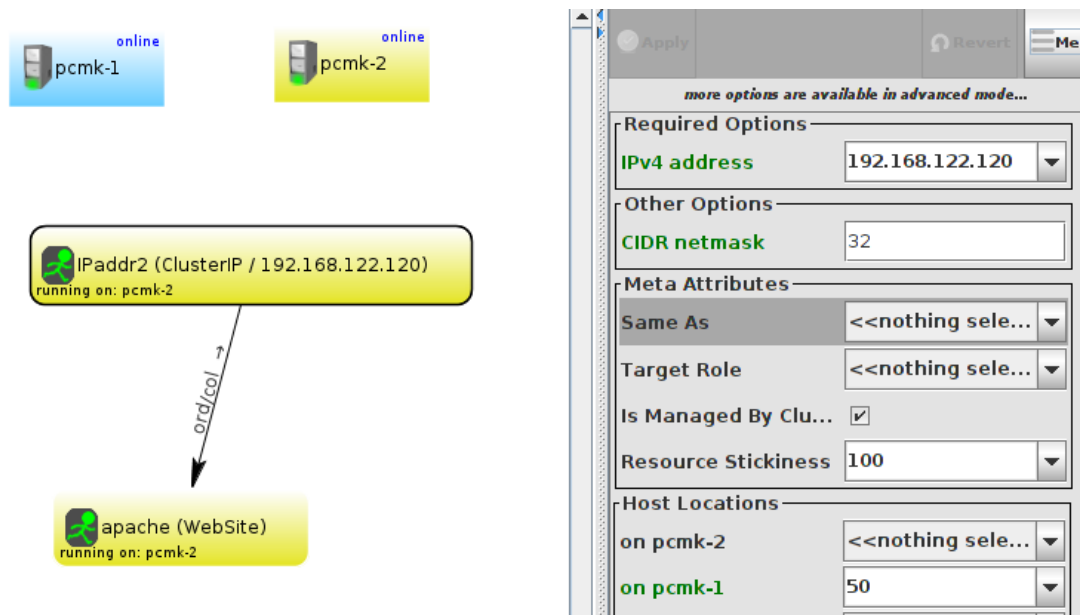 online
pcmk-1
online
pcmk-2
IPaddr2 (ClusterIP / 192.168.122.120)
running on: pcmk-2
ord/col →
apache (WebSite)
running on: pcmk-2
Apply
Revert
Me
more options are available in advanced mode...
Required Options
IPv4 address 192.168.122.120
Other Options
CIDR netmask 32
Meta Attributes
Same As <<nothing sele...
Target Role <<nothing sele...
Is Managed By Clu...
Resource Stickiness 100
Host Locations
on pcmk-2 <<nothing sele...
on pcmk-1 50